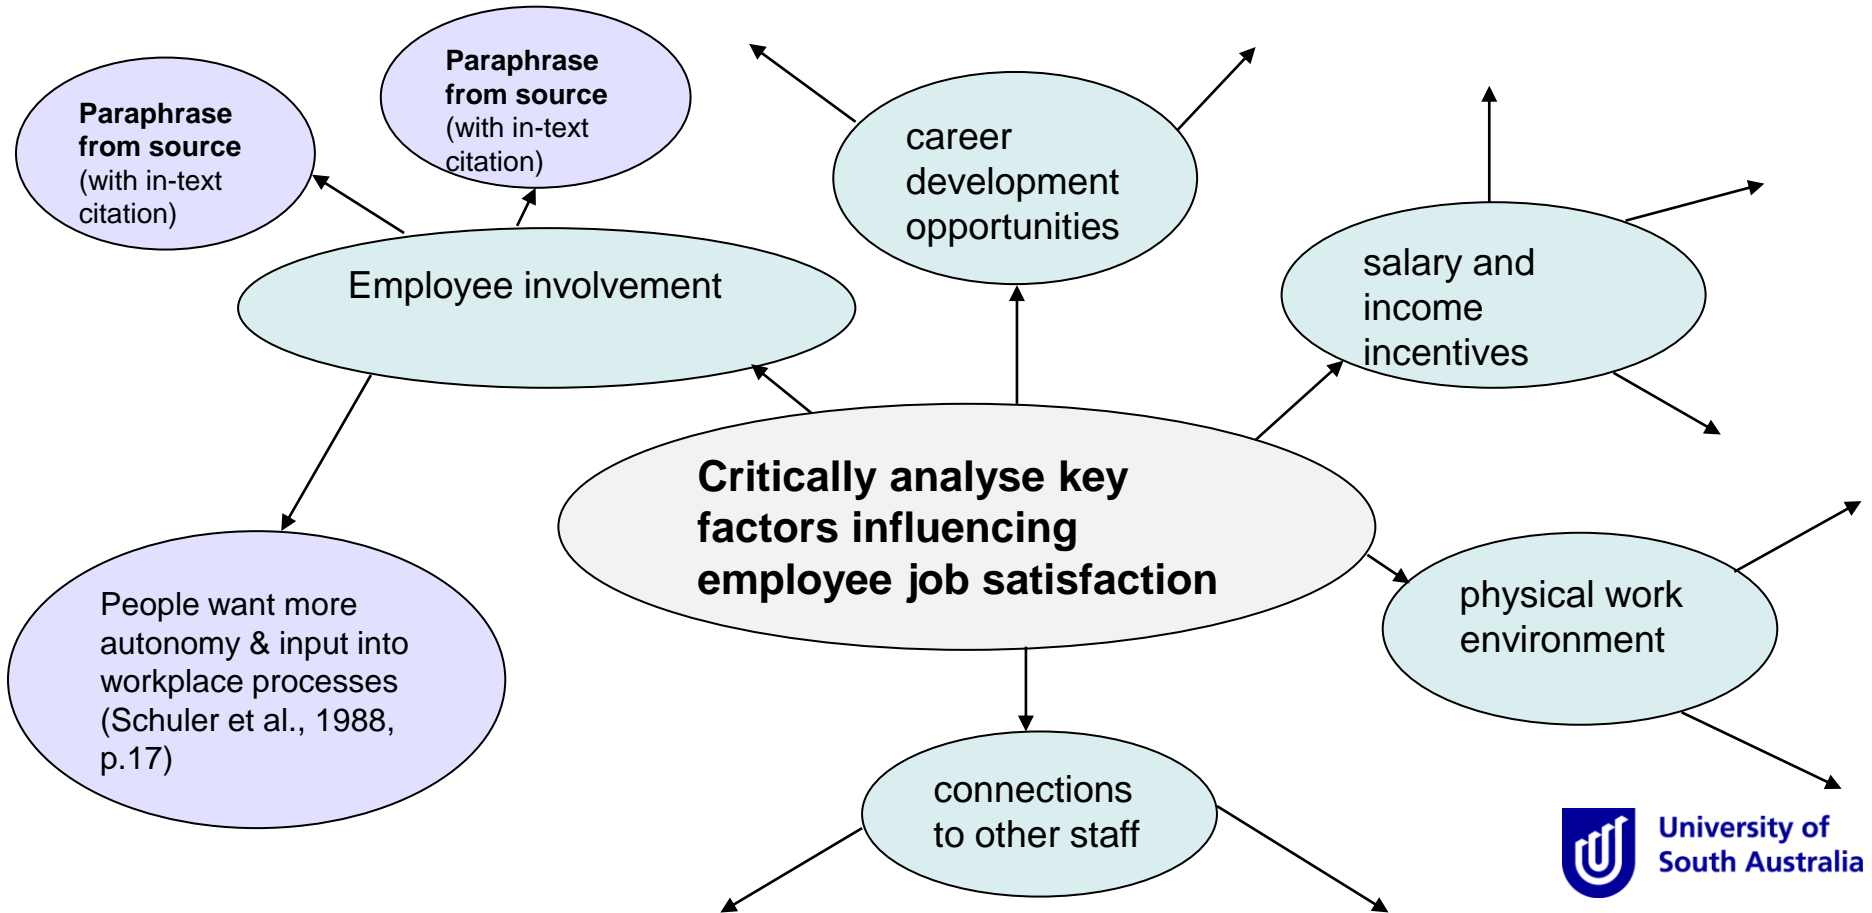 Paraphrase
from source
(with in-text
citation)
Paraphrase
from source
(with in-text
citation)
career
development
opportunities
salary and
income
incentives
Employee involvement
Critically analyse key
factors influencing
employee job satisfaction
physical work
environment
People want more
autonomy & input into
workplace processes
(Schuler et al., 1988,
p.17)
connections
to other staff
University of
South Australia